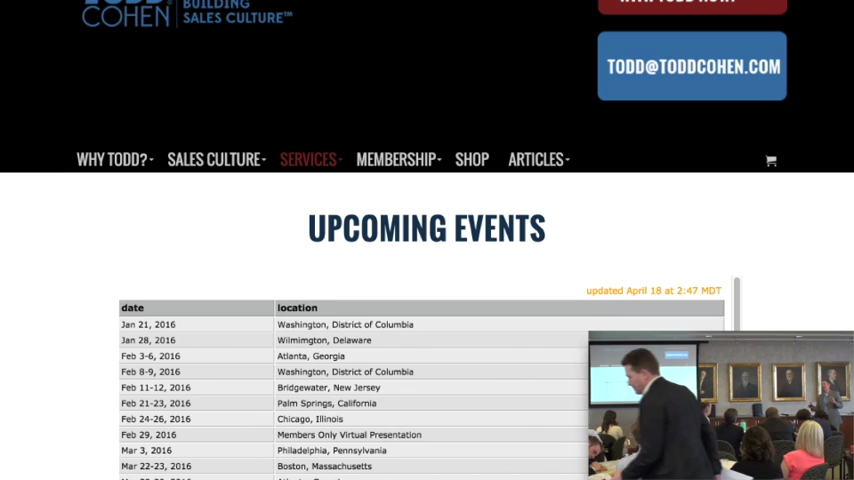 COHEN
BUILDING
SALES CULTURE™
TODD@TODDCOHEN.COM
WHY TODD?
SALES CULTURE
SERVICES
MEMBERSHIP
SHOP
ARTICLES
UPCOMING EVENTS
updated April 18 at 2:47 MDT
date location
Jan 21, 2016 Washington, District of Columbia
Jan 28, 2016 Wilmimgton, Delaware
Feb 3-6, 2016 Atlanta, Georgia
Feb 8-9, 2016 Washington, District of Columbia
Feb 11-12, 2016 Bridgewater, New Jersey
Feb 21-23, 2016 Palm Springs, California
Feb 24-26, 2016 Chicago, Illinois
Feb 29, 2016 Members Only Virtual Presentation
Mar 3, 2016 Philadelphia, Pennsylvania
Mar 22-23, 2016 Boston, Massachusetts